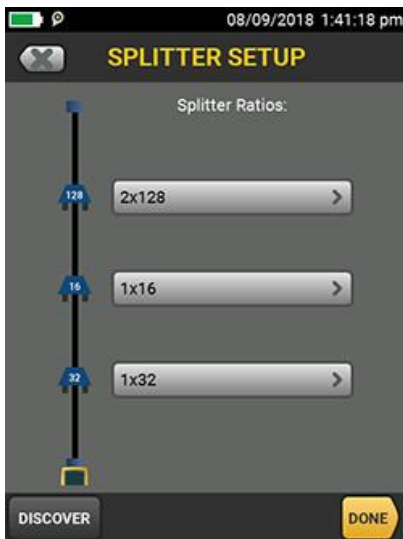 08/09/2018 1:41:18 pm
SPLITTER SETUP
Splitter Ratios:
128
2x128
16
1x16
32
1x32
DISCOVER
DONE